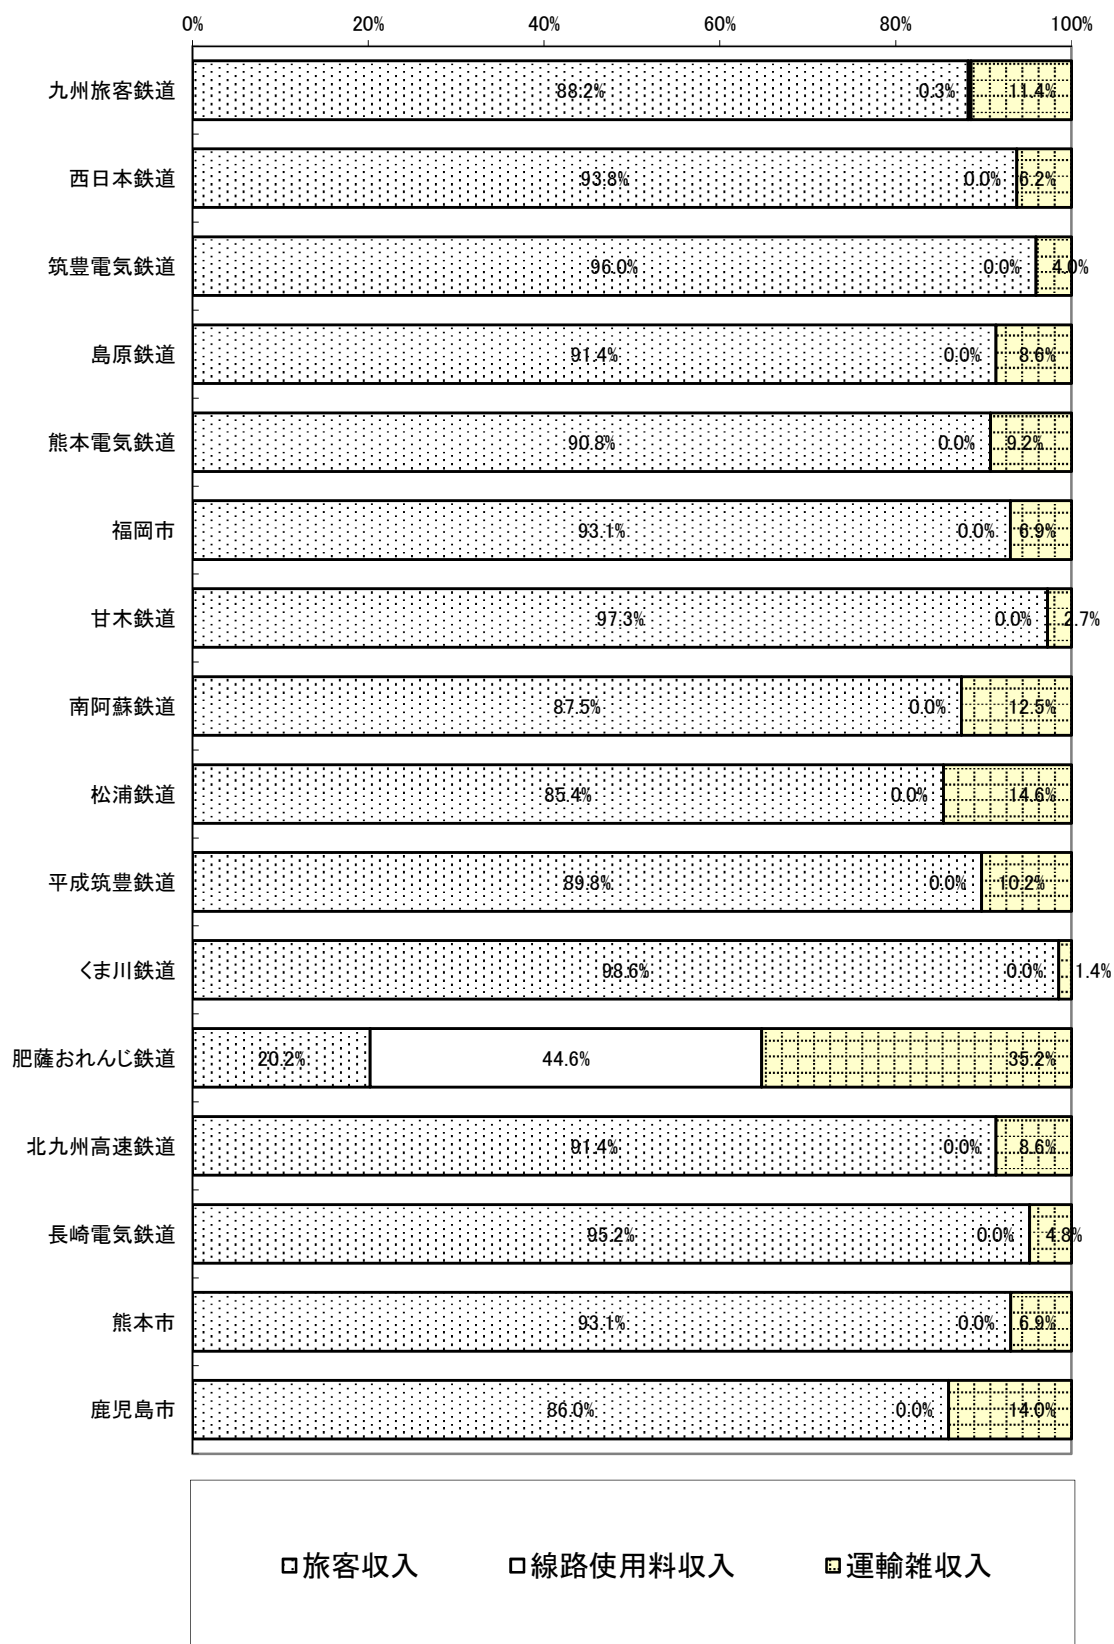 0% 20% 40% 60% 80% 100%
九州旅客鉄道 88.2% 0.3% 11.4%
西日本鉄道 93.8% 0.0% 6.2%
筑豊電気鉄道 96.0% 0.0% 4.0%
島原鉄道 91.4% 0.0% 8.6%
熊本電気鉄道 90.8% 0.0% 9.2%
福岡市 93.1% 0.0% 6.9%
甘木鉄道 97.3% 0.0% 2.7%
南阿蘇鉄道 87.5% 0.0% 12.5%
松浦鉄道 85.4% 0.0% 14.6%
平成筑豊鉄道 89.8% 0.0% 10.2%
くま川鉄道 98.6% 0.0% 1.4%
肥薩おれんじ鉄道 20.2% 44.6% 35.2%
北九州高速鉄道 91.4% 0.0% 8.6%
長崎電気鉄道 95.2% 0.0% 4.8%
熊本市 93.1% 0.0% 6.9%
鹿児島市 86.0% 0.0% 14.0%
旅客収入 線路使用料収入 運輸雑収入